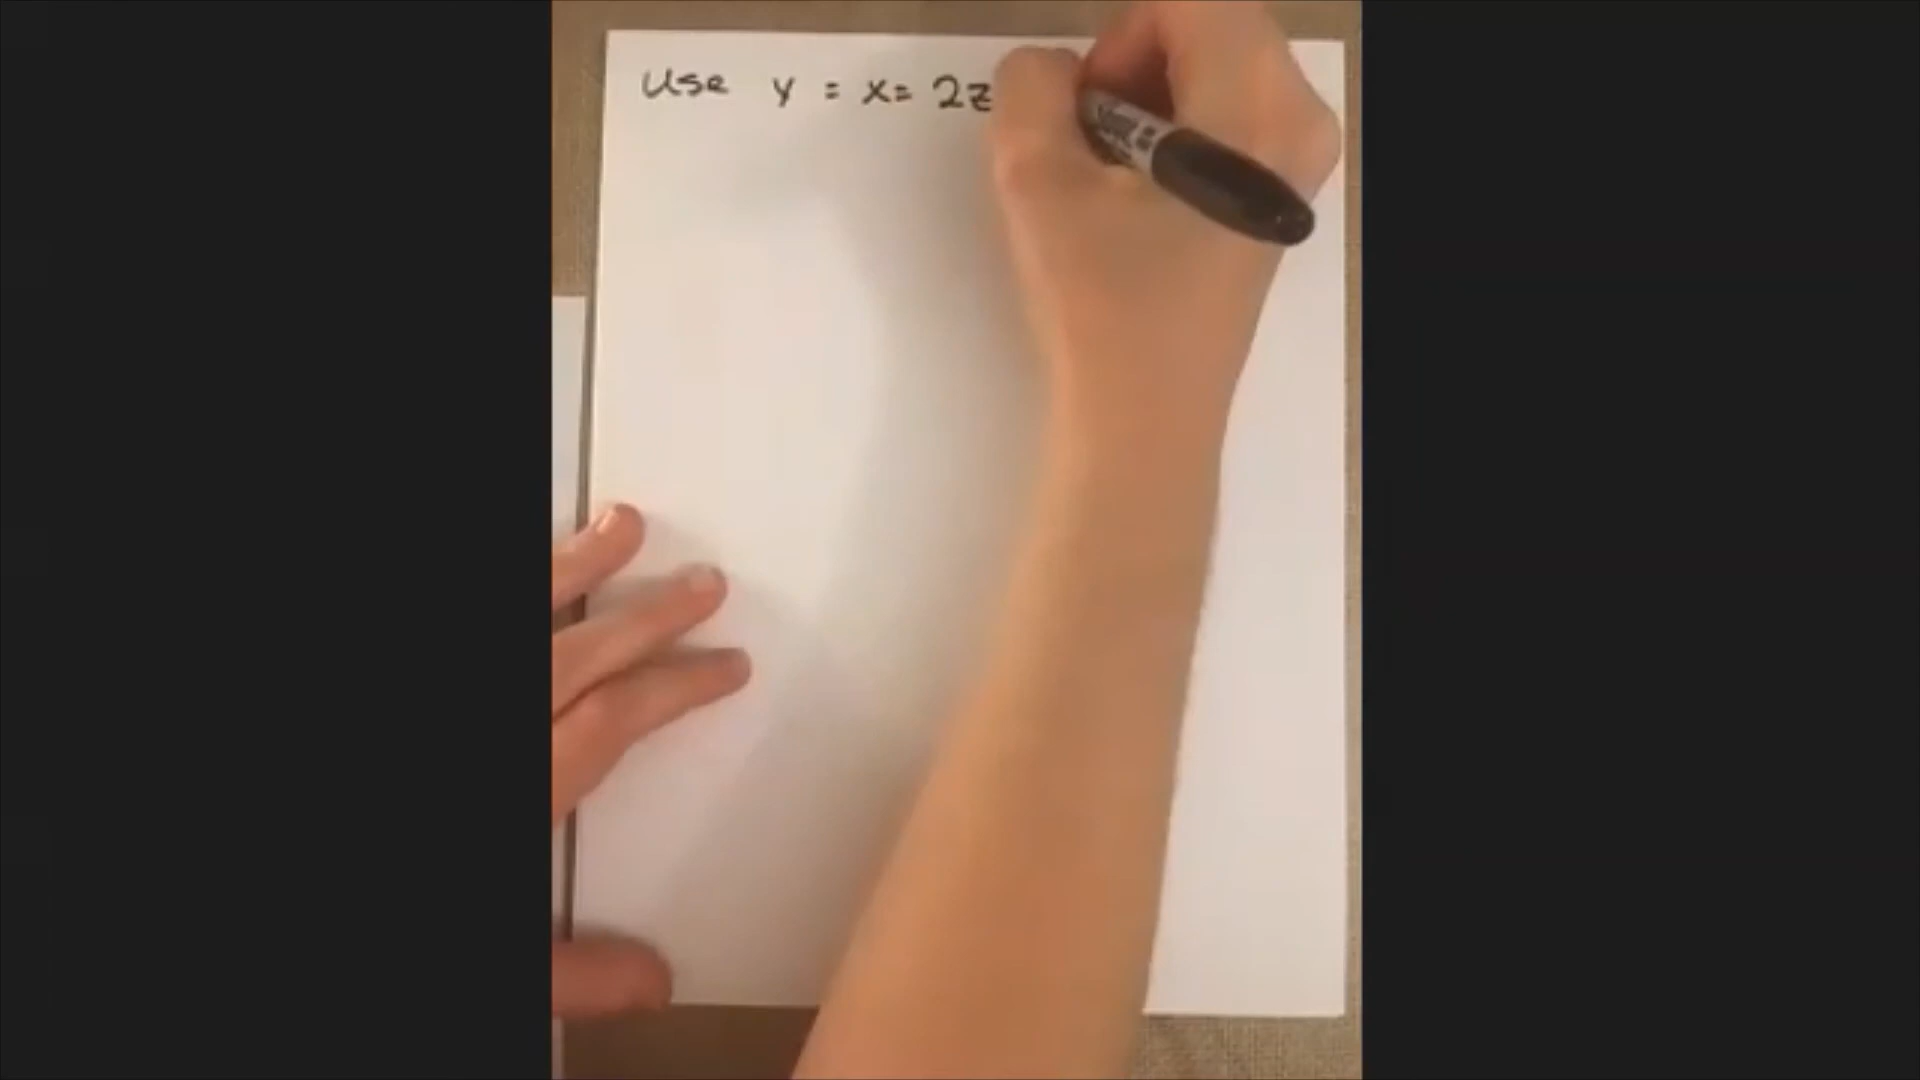 Use y = x = 2z